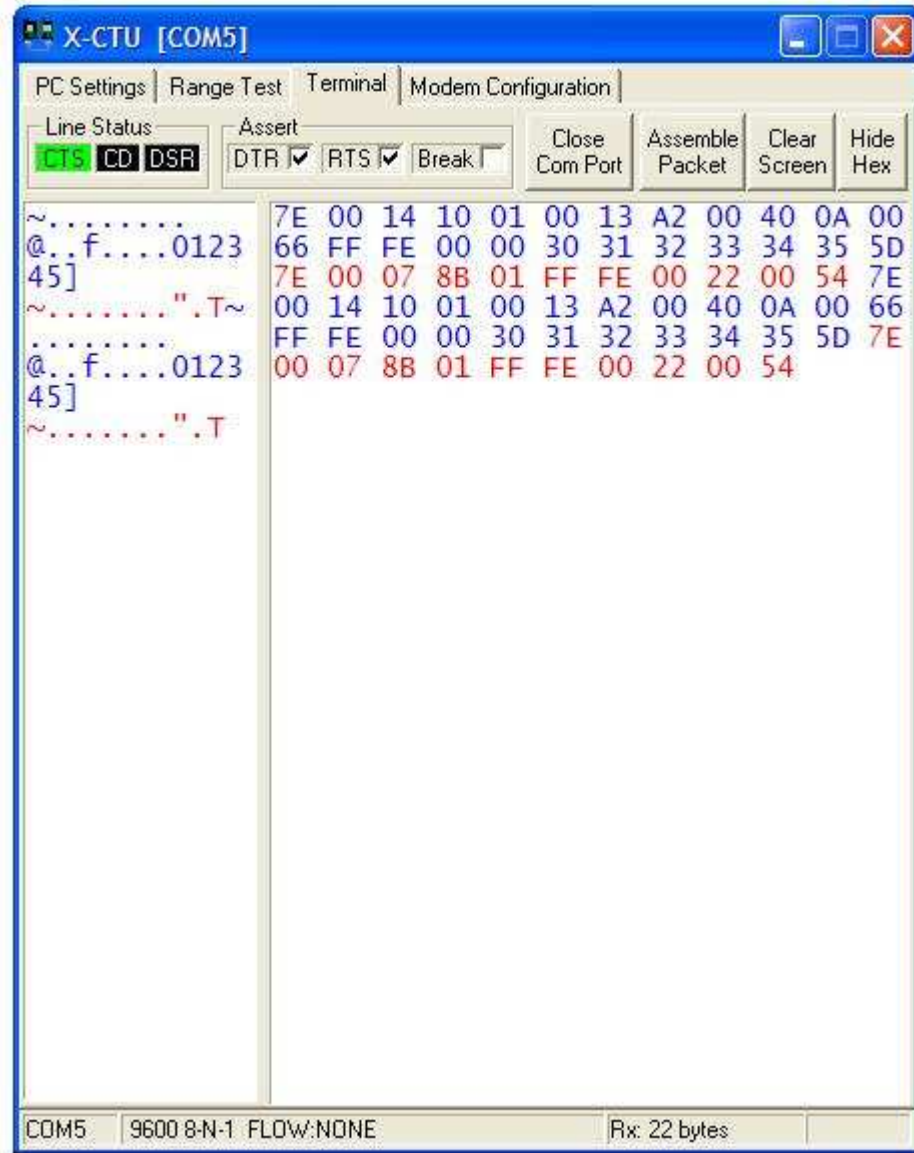 X-CTU [COM5]
PC Settings Range Test Terminal Modem Configuration
Line Status Assert
CTS CD DSR DTR RTS Break
Close Com Port
Assemble Packet
Clear Screen
Hide Hex
~........
@..f....0123
45]
~.......".T~
........
@..f....0123
45]
~.......".T
7E 00 14 10 01 00 13 A2 00 40 0A 00
66 FF FE 00 00 30 31 32 33 34 35 5D
7E 00 07 8B 01 FF FE 00 22 00 54 7E
00 14 10 01 00 13 A2 00 40 0A 00 66
FF FE 00 00 30 31 32 33 34 35 5D 7E
00 07 8B 01 FF FE 00 22 00 54
COM5 9600 8-N-1 FLOW:NONE Rx: 22 bytes